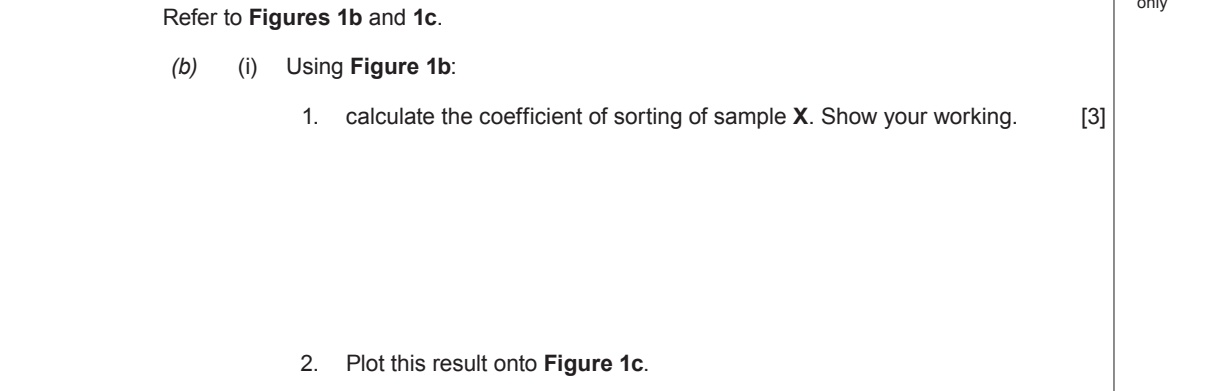 only
Refer to Figures 1b and 1c.
(b) (i) Using Figure 1b:
1. calculate the coefficient of sorting of sample X. Show your working. [3]
2. Plot this result onto Figure 1c.